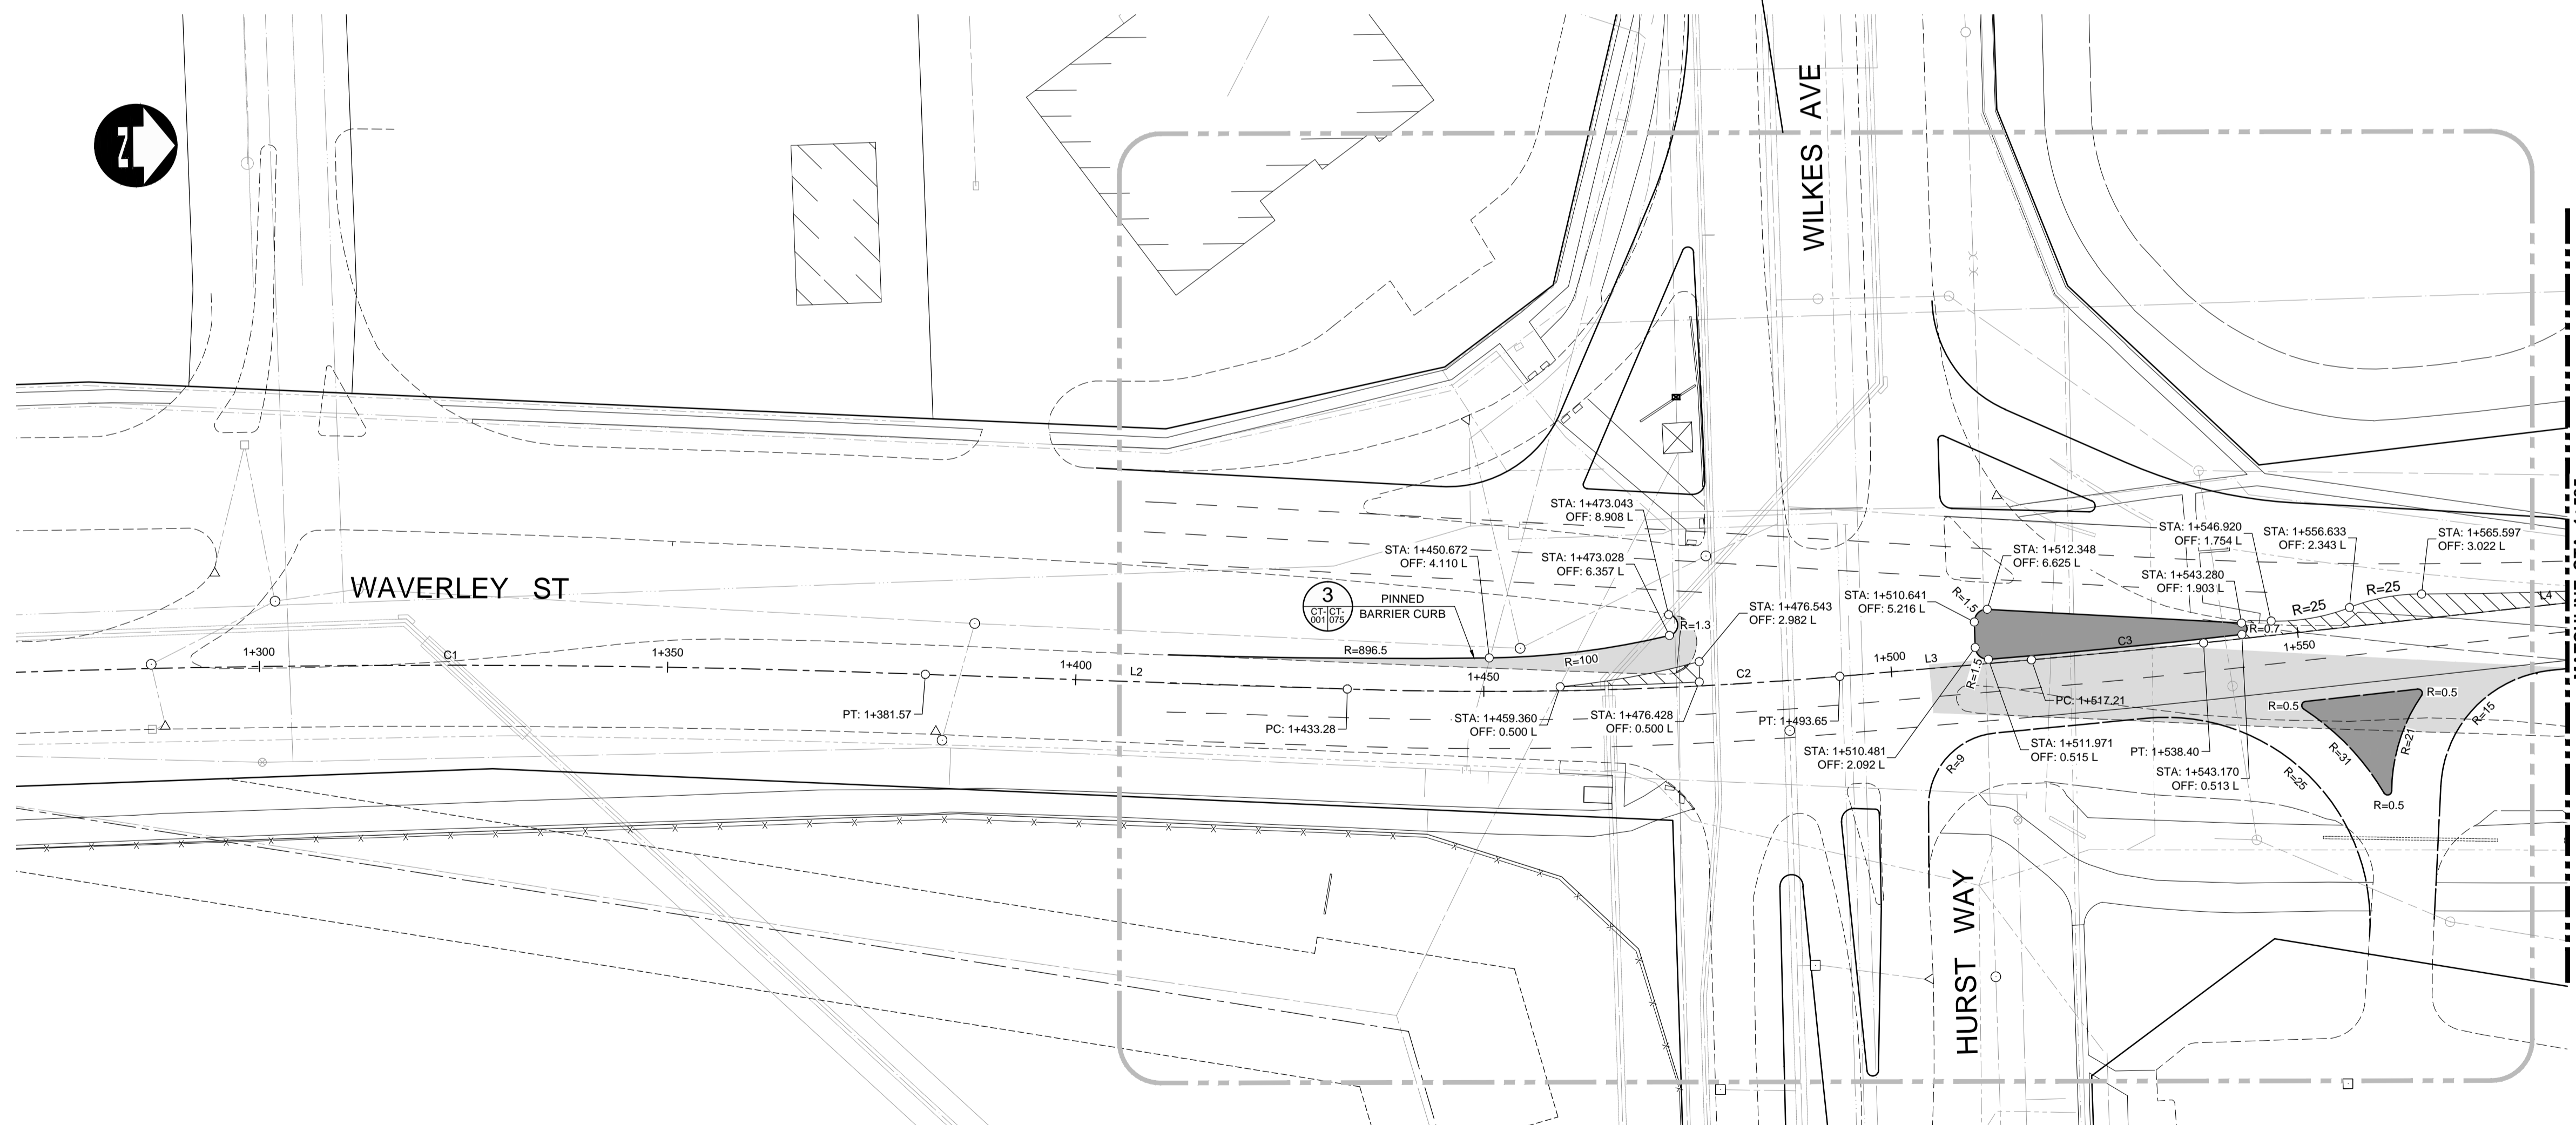 N
WILKES AVE
WAVERLEY ST
HURST WAY
1+300
C1
1+350
PT: 1+381.57
1+400
L2
PC: 1+433.28
3
CT-001
CT-075
PINNED
BARRIER CURB
R=896.5
STA: 1+450.672
OFF: 4.110 L
STA: 1+473.043
OFF: 8.908 L
STA: 1+473.028
OFF: 6.357 L
R=1.3
R=100
1+450
STA: 1+459.360
OFF: 0.500 L
STA: 1+476.428
OFF: 0.500 L
STA: 1+476.543
OFF: 2.982 L
C2
PT: 1+493.65
1+500
L3
STA: 1+510.641
OFF: 5.216 L
STA: 1+512.348
OFF: 6.625 L
R=1.5
R=1.5
STA: 1+510.481
OFF: 2.092 L
STA: 1+511.971
OFF: 0.515 L
PC: 1+517.21
C3
PT: 1+538.40
STA: 1+543.170
OFF: 0.513 L
STA: 1+546.920
OFF: 1.754 L
STA: 1+543.280
OFF: 1.903 L
R=0.7
1+550
STA: 1+556.633
OFF: 2.343 L
STA: 1+565.597
OFF: 3.022 L
R=25
R=25
L4
R=9
R=25
R=0.5
R=0.5
R=31
R=21
R=0.5
R=15